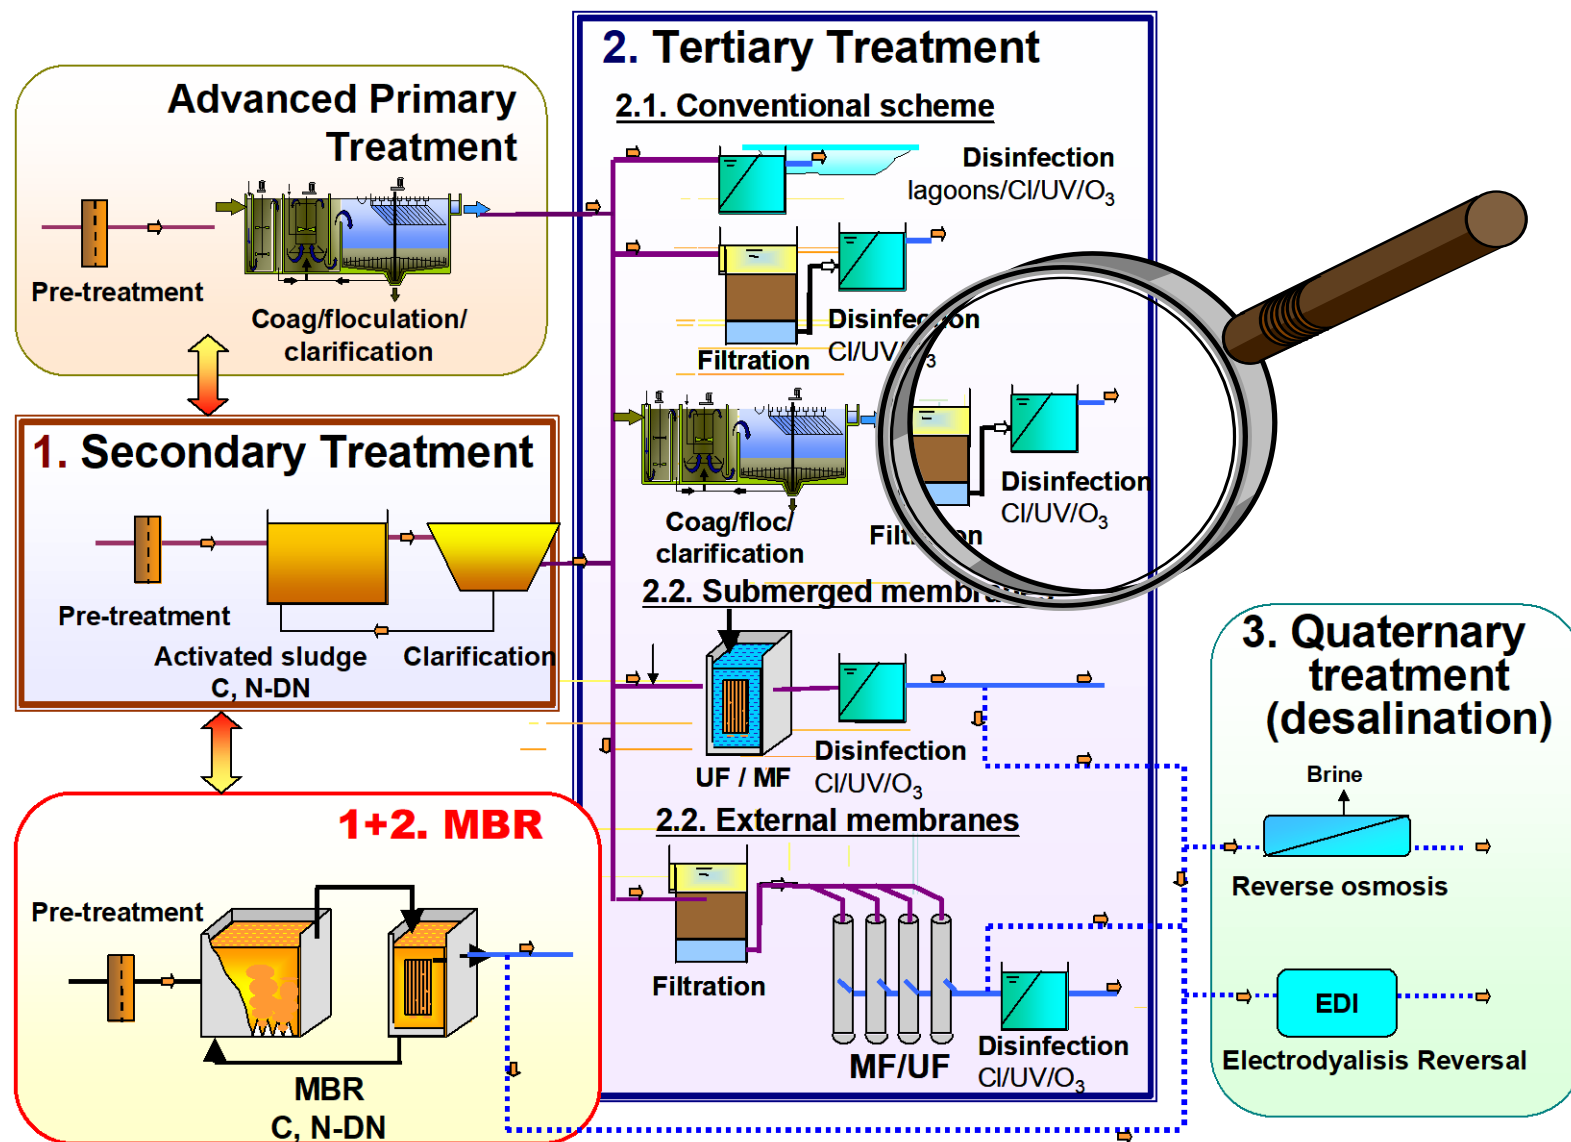 Advanced Primary
Treatment
Pre-treatment
Coag/floculation/
clarification
1. Secondary Treatment
Pre-treatment
Activated sludge
C, N-DN
Clarification
1+2. MBR
Pre-treatment
MBR
C, N-DN
2. Tertiary Treatment
2.1. Conventional scheme
Disinfection
lagoons/Cl/UV/O3
Filtration
Disinfection
Cl/UV/O3
Coag/floc/
clarification
Filtration
Disinfection
Cl/UV/O3
2.2. Submerged membranes
UF / MF
Disinfection
Cl/UV/O3
2.2. External membranes
Filtration
MF/UF
Disinfection
Cl/UV/O3
3. Quaternary
treatment
(desalination)
Brine
Reverse osmosis
EDI
Electrodyalisis Reversal